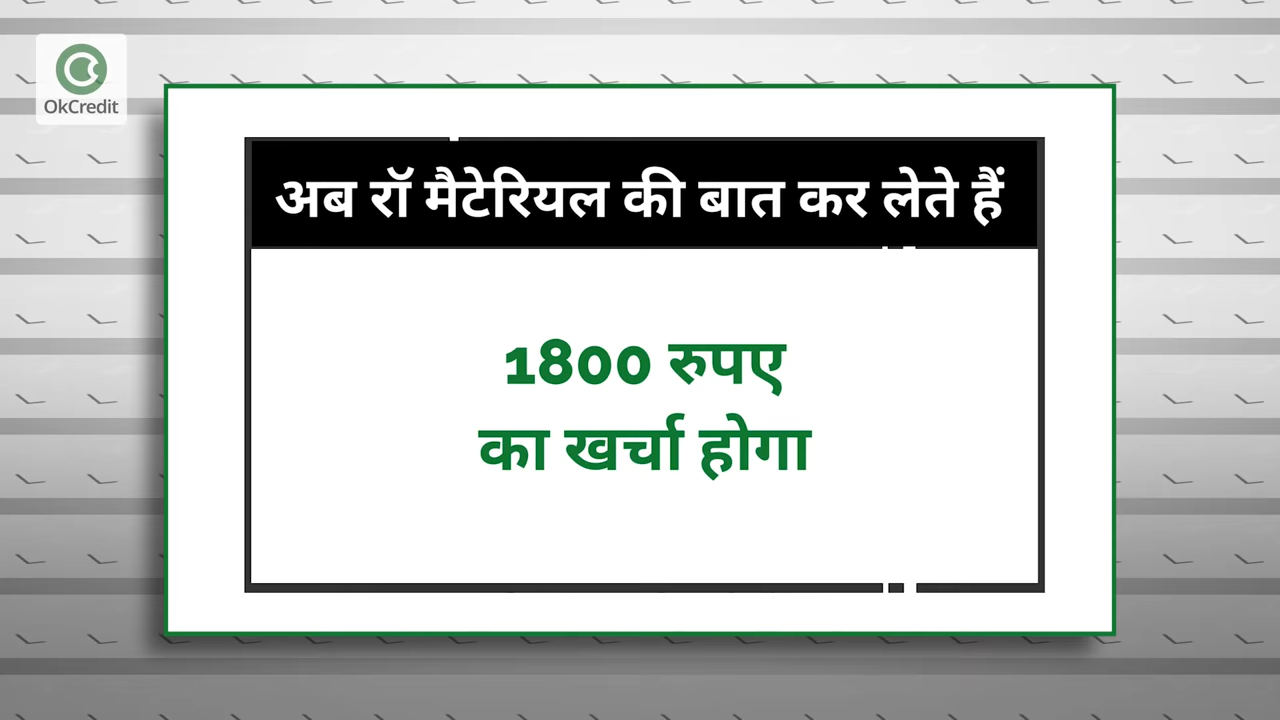 OkCredit
अब रॉ मैटेरियल की बात कर लेते हैं
1800 रुपए
का खर्चा होगा